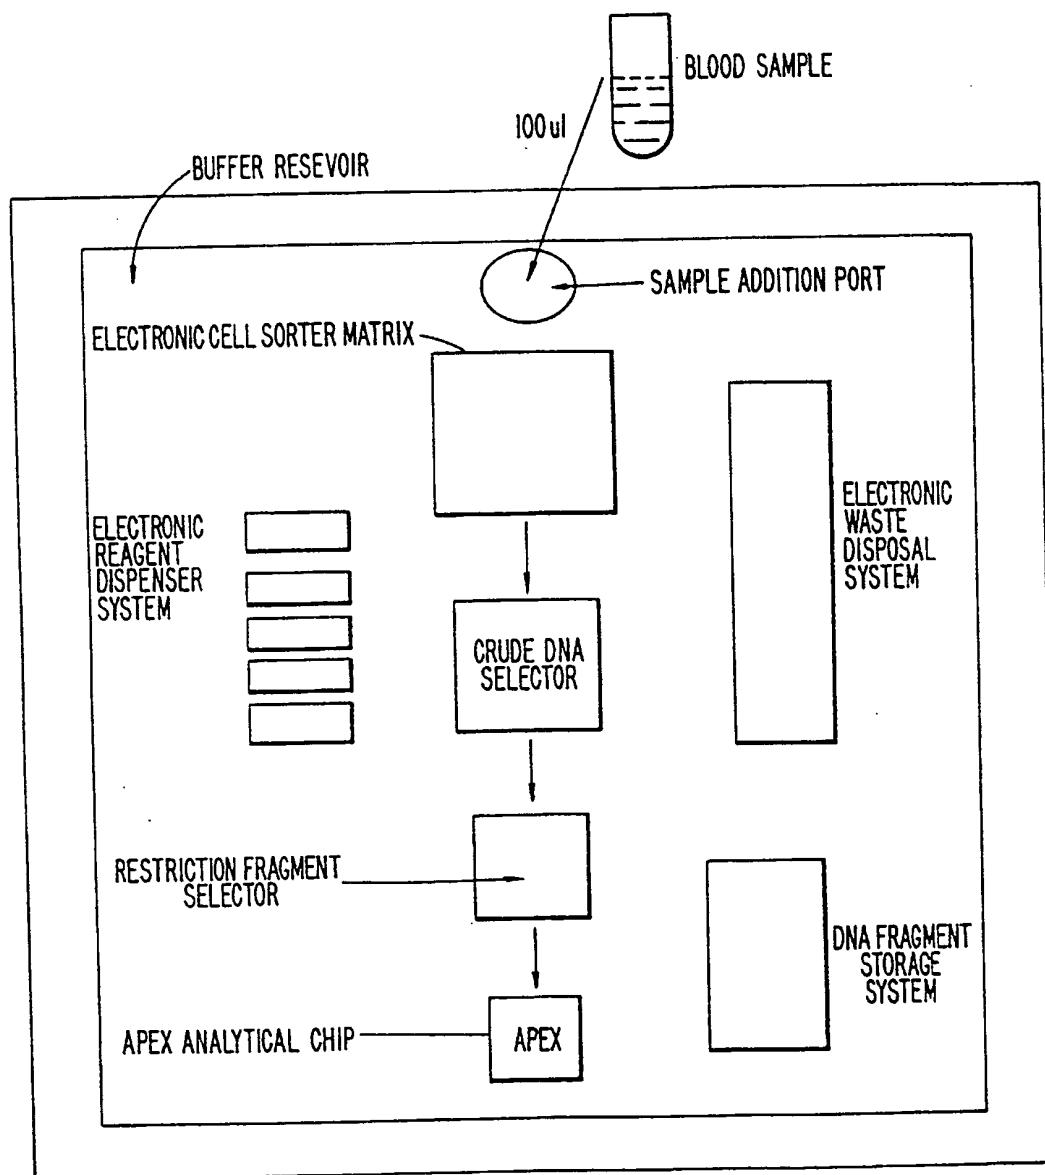 BLOOD SAMPLE
100 ul
BUFFER RESEVOIR
SAMPLE ADDITION PORT
ELECTRONIC CELL SORTER MATRIX
ELECTRONIC
REAGENT
DISPENSER
SYSTEM
ELECTRONIC
WASTE
DISPOSAL
SYSTEM
CRUDE DNA
SELECTOR
RESTRICTION FRAGMENT
SELECTOR
DNA FRAGMENT
STORAGE
SYSTEM
APEX ANALYTICAL CHIP
APEX